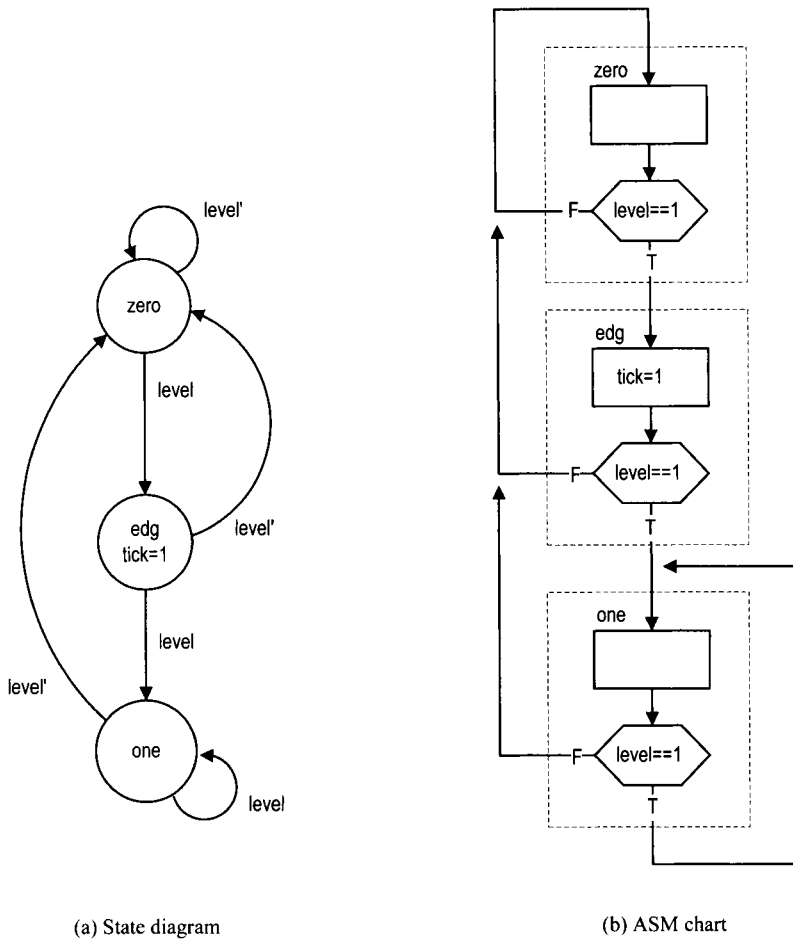 level'
zero
level
edg
tick=1
level'
level
level'
one
level
(a) State diagram
zero
F
level==1
T
edg
tick=1
F
level==1
T
one
F
level==1
T
(b) ASM chart